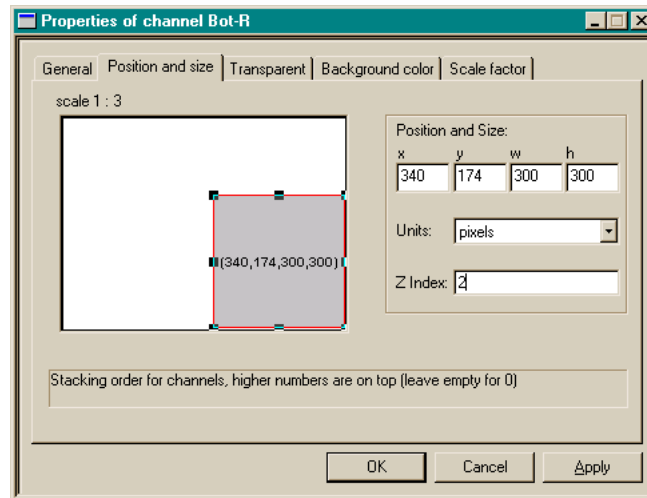 Properties of channel Bot-R
General Position and size Transparent Background color Scale factor
scale 1 : 3
(340,174,300,300)
Position and Size:
x y w h
340 174 300 300
Units: pixels
Z Index: 2
Stacking order for channels, higher numbers are on top (leave empty for 0)
OK Cancel Apply